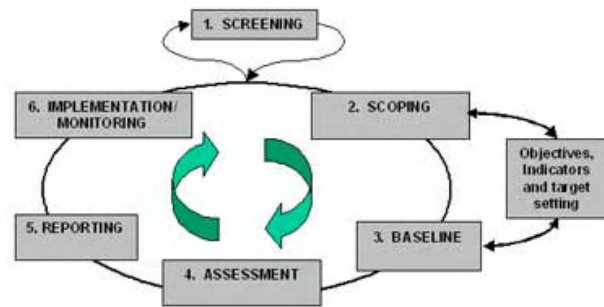 1. SCREENING
2. SCOPING
Objectives,
Indicators
and target
setting
3. BASELINE
4. ASSESSMENT
5. REPORTING
6. IMPLEMENTATION/
MONITORING